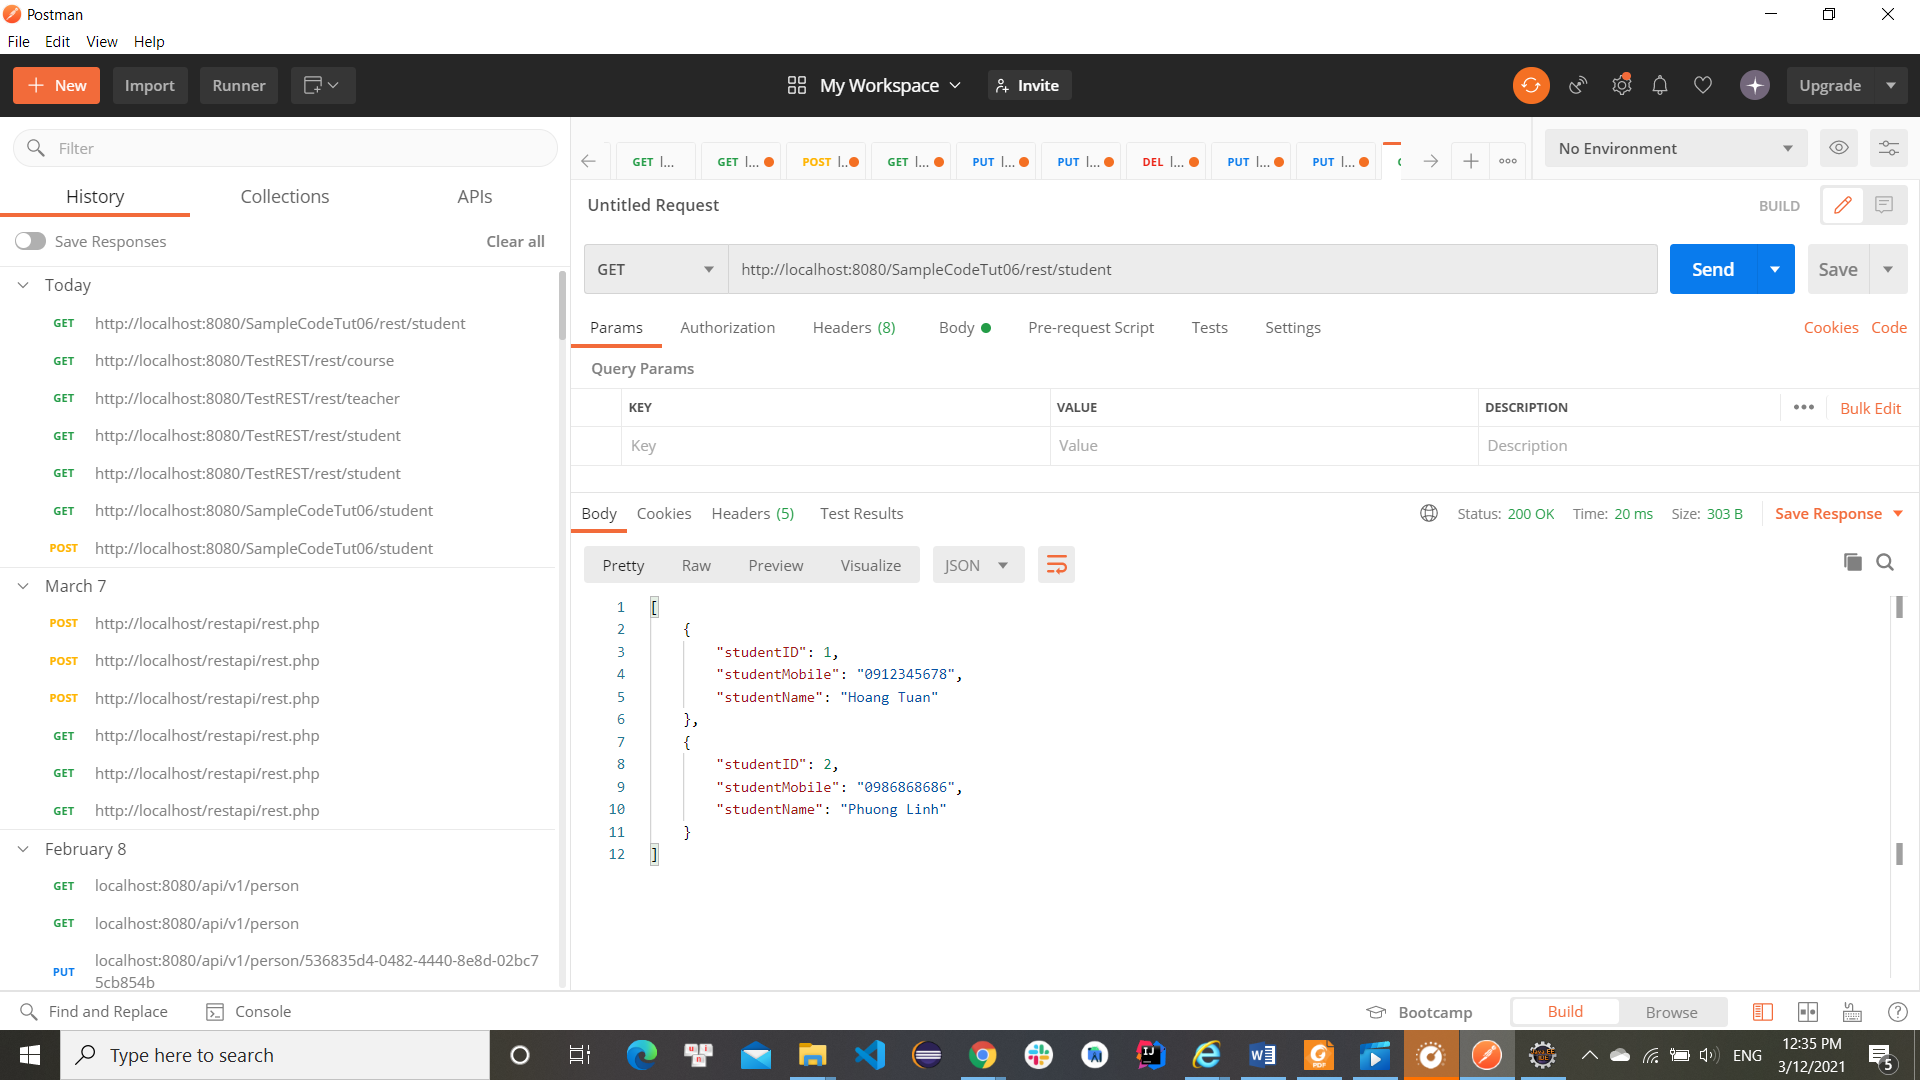 Postman
File Edit View Help
New Import Runner My Workspace Invite Upgrade
Filter
History Collections APIs
Save Responses Clear all
Today
GET http://localhost:8080/SampleCodeTut06/rest/student
GET http://localhost:8080/TestREST/rest/course
GET http://localhost:8080/TestREST/rest/teacher
GET http://localhost:8080/TestREST/rest/student
GET http://localhost:8080/TestREST/rest/student
GET http://localhost:8080/SampleCodeTut06/student
POST http://localhost:8080/SampleCodeTut06/student
March 7
POST http://localhost/restapi/rest.php
POST http://localhost/restapi/rest.php
POST http://localhost/restapi/rest.php
GET http://localhost/restapi/rest.php
GET http://localhost/restapi/rest.php
GET http://localhost/restapi/rest.php
February 8
GET localhost:8080/api/v1/person
GET localhost:8080/api/v1/person
PUT localhost:8080/api/v1/person/536835d4-0482-4440-8e8d-02bc7
5cb854b
GET l... GET l... POST l.. GET l... PUT l... PUT l... DEL l... PUT l... PUT l...
No Environment
Untitled Request BUILD
GET http://localhost:8080/SampleCodeTut06/rest/student Send Save
Params Authorization Headers (8) Body Pre-request Script Tests Settings Cookies Code
Query Params
KEY VALUE DESCRIPTION ••• Bulk Edit
Key Value Description
Body Cookies Headers (5) Test Results Status: 200 OK Time: 20 ms Size: 303 B Save Response
Pretty Raw Preview Visualize JSON
1 [
2 {
3 "studentID": 1,
4 "studentMobile": "0912345678",
5 "studentName": "Hoang Tuan"
6 },
7 {
8 "studentID": 2,
9 "studentMobile": "0986868686",
10 "studentName": "Phuong Linh"
11 }
12 ]
Find and Replace Console Bootcamp Build Browse
Type here to search ENG 12:35 PM
3/12/2021 5